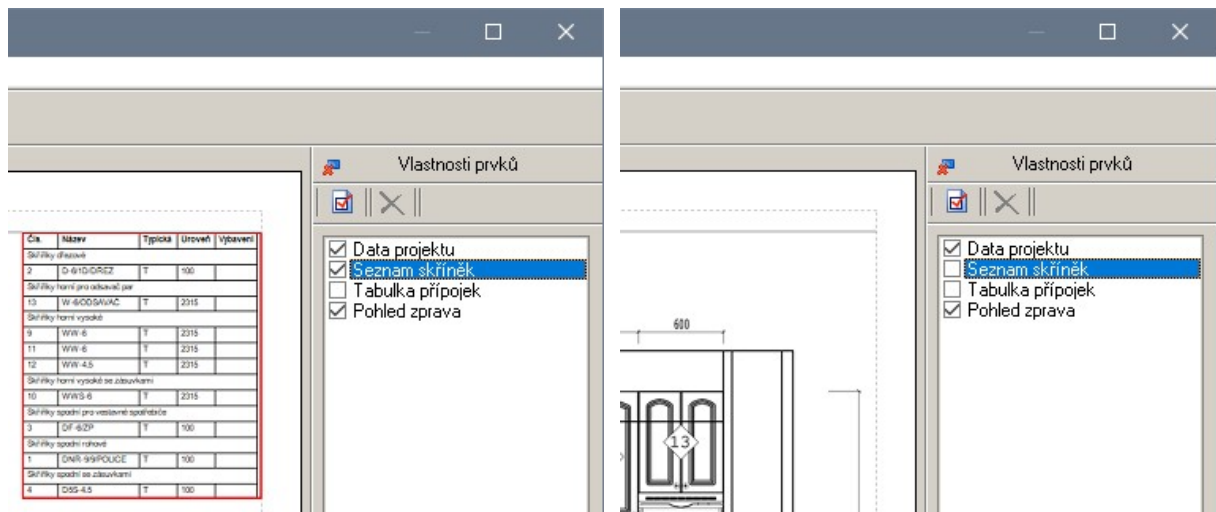 Vlastnosti prvků
Čís. Název Typická Úroveň Vybavení
Skříňky dřezové
2 D-6/1D/DREZ T 100
Skříňky horní pro odsavač par
13 W-6/ODSAVAČ T 2315
Skříňky horní vysoké
9 WW-6 T 2315
11 WW-6 T 2315
12 WW-4.5 T 2315
Skříňky horní vysoké se zásuvkami
10 WWS-6 T 2315
Skříňky spodní pro vestavné spotřebiče
3 DF-6/ZP T 100
Skříňky spodní rohové
1 DNR-9/9/POLICE T 100
Skříňky spodní se zásuvkami
4 D5S-4.5 T 100
Data projektu
Seznam skříněk
Tabulka přípojek
Pohled zprava
Vlastnosti prvků
600
13
Data projektu
Seznam skříněk
Tabulka přípojek
Pohled zprava